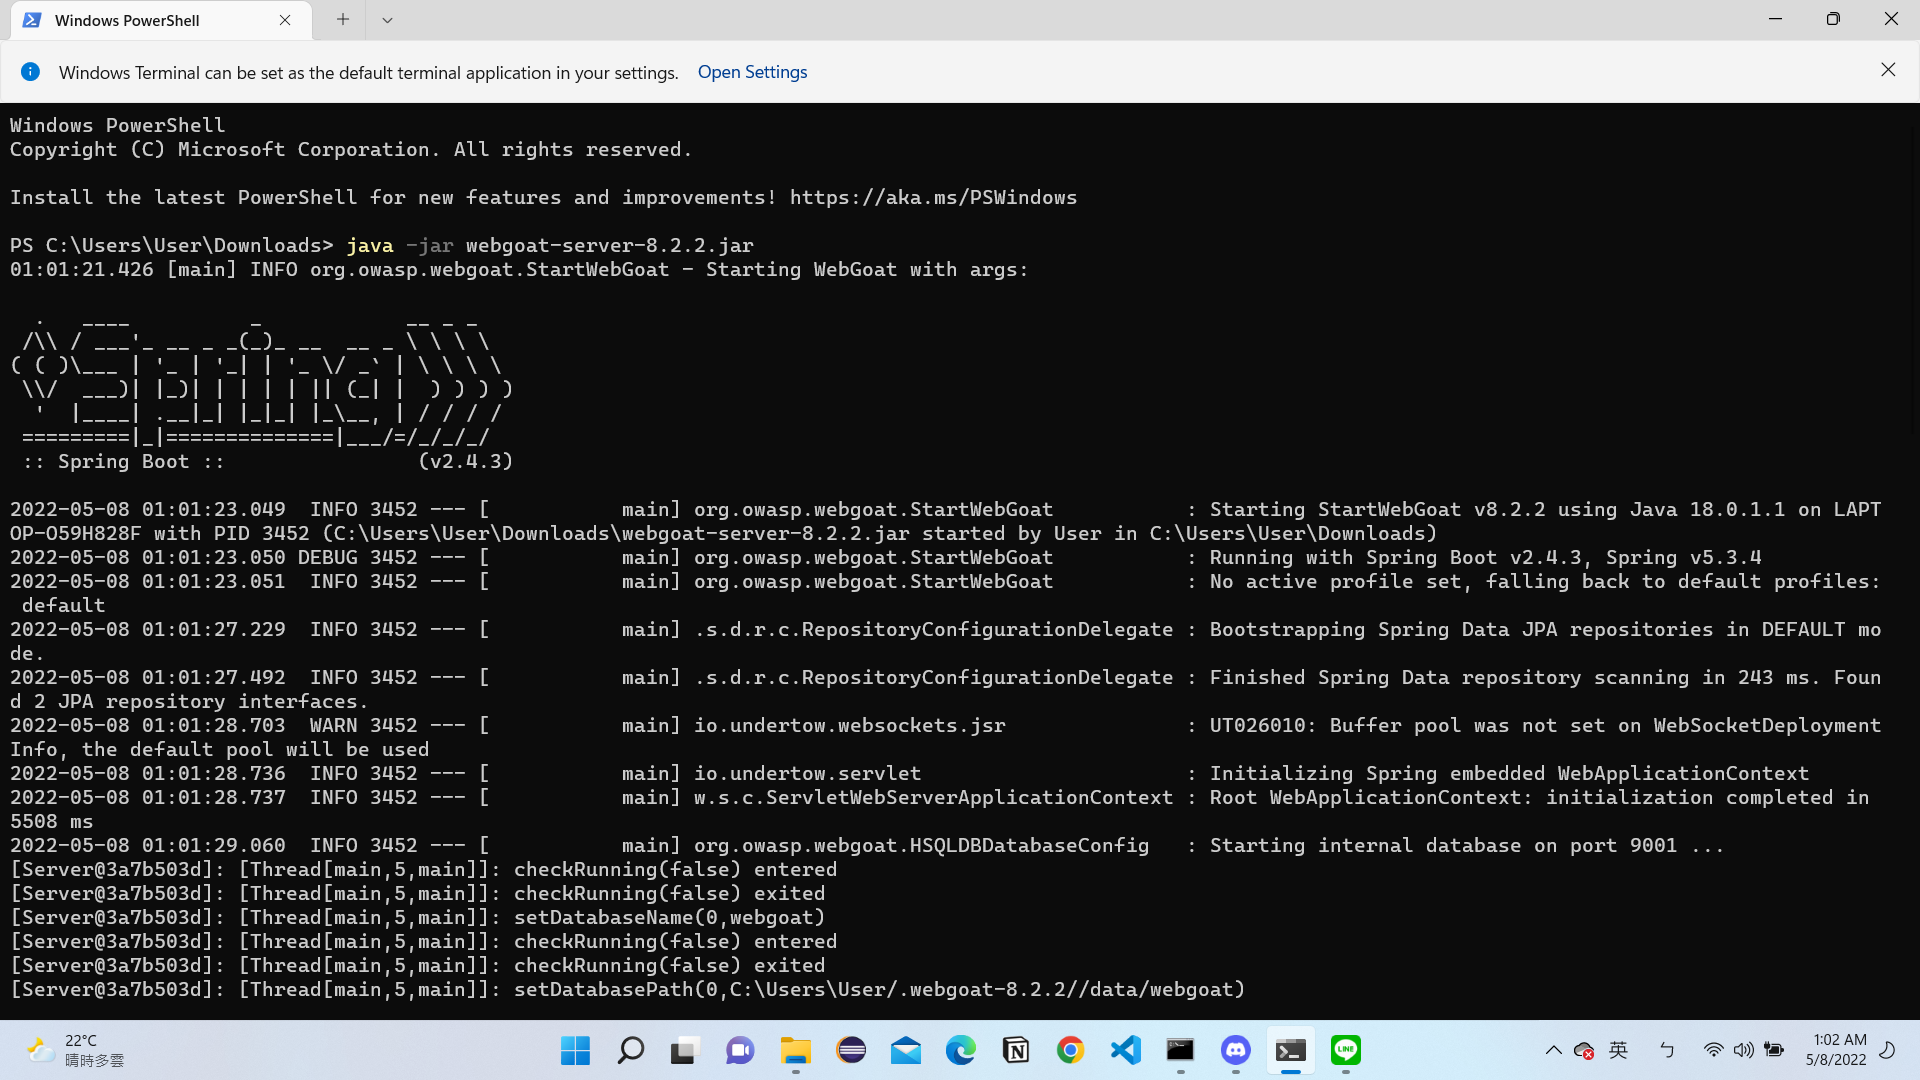 Windows PowerShell
Windows Terminal can be set as the default terminal application in your settings. Open Settings
Windows PowerShell
Copyright (C) Microsoft Corporation. All rights reserved.
Install the latest PowerShell for new features and improvements! https://aka.ms/PSWindows
PS C:\Users\User\Downloads> java -jar webgoat-server-8.2.2.jar
01:01:21.426 [main] INFO org.owasp.webgoat.StartWebGoat - Starting WebGoat with args:
  .   ____          _            __ _ _
 /\\ / ___'_ __ _ _(_)_ __  __ _ \ \ \ \
( ( )\___ | '_ | '_| | '_ \/ _` | \ \ \ \
 \\/  ___)| |_)| | | | | || (_| |  ) ) ) )
  '  |____| .__|_| |_|_| |_\__, | / / / /
 =========|_|==============|___/=/_/_/_/
 :: Spring Boot ::                (v2.4.3)
2022-05-08 01:01:23.049  INFO 3452 --- [           main] org.owasp.webgoat.StartWebGoat           : Starting StartWebGoat v8.2.2 using Java 18.0.1.1 on LAPT
OP-O59H828F with PID 3452 (C:\Users\User\Downloads\webgoat-server-8.2.2.jar started by User in C:\Users\User\Downloads)
2022-05-08 01:01:23.050 DEBUG 3452 --- [           main] org.owasp.webgoat.StartWebGoat           : Running with Spring Boot v2.4.3, Spring v5.3.4
2022-05-08 01:01:23.051  INFO 3452 --- [           main] org.owasp.webgoat.StartWebGoat           : No active profile set, falling back to default profiles:
 default
2022-05-08 01:01:27.229  INFO 3452 --- [           main] .s.d.r.c.RepositoryConfigurationDelegate : Bootstrapping Spring Data JPA repositories in DEFAULT mo
de.
2022-05-08 01:01:27.492  INFO 3452 --- [           main] .s.d.r.c.RepositoryConfigurationDelegate : Finished Spring Data repository scanning in 243 ms. Foun
d 2 JPA repository interfaces.
2022-05-08 01:01:28.703  WARN 3452 --- [           main] io.undertow.websockets.jsr               : UT026010: Buffer pool was not set on WebSocketDeployment
Info, the default pool will be used
2022-05-08 01:01:28.736  INFO 3452 --- [           main] io.undertow.servlet                      : Initializing Spring embedded WebApplicationContext
2022-05-08 01:01:28.737  INFO 3452 --- [           main] w.s.c.ServletWebServerApplicationContext : Root WebApplicationContext: initialization completed in
5508 ms
2022-05-08 01:01:29.060  INFO 3452 --- [           main] org.owasp.webgoat.HSQLDBDatabaseConfig   : Starting internal database on port 9001 ...
[Server@3a7b503d]: [Thread[main,5,main]]: checkRunning(false) entered
[Server@3a7b503d]: [Thread[main,5,main]]: checkRunning(false) exited
[Server@3a7b503d]: [Thread[main,5,main]]: setDatabaseName(0,webgoat)
[Server@3a7b503d]: [Thread[main,5,main]]: checkRunning(false) entered
[Server@3a7b503d]: [Thread[main,5,main]]: checkRunning(false) exited
[Server@3a7b503d]: [Thread[main,5,main]]: setDatabasePath(0,C:\Users\User/.webgoat-8.2.2//data/webgoat)
22°C
晴時多雲
LINE
英 ㄅ
1:02 AM
5/8/2022